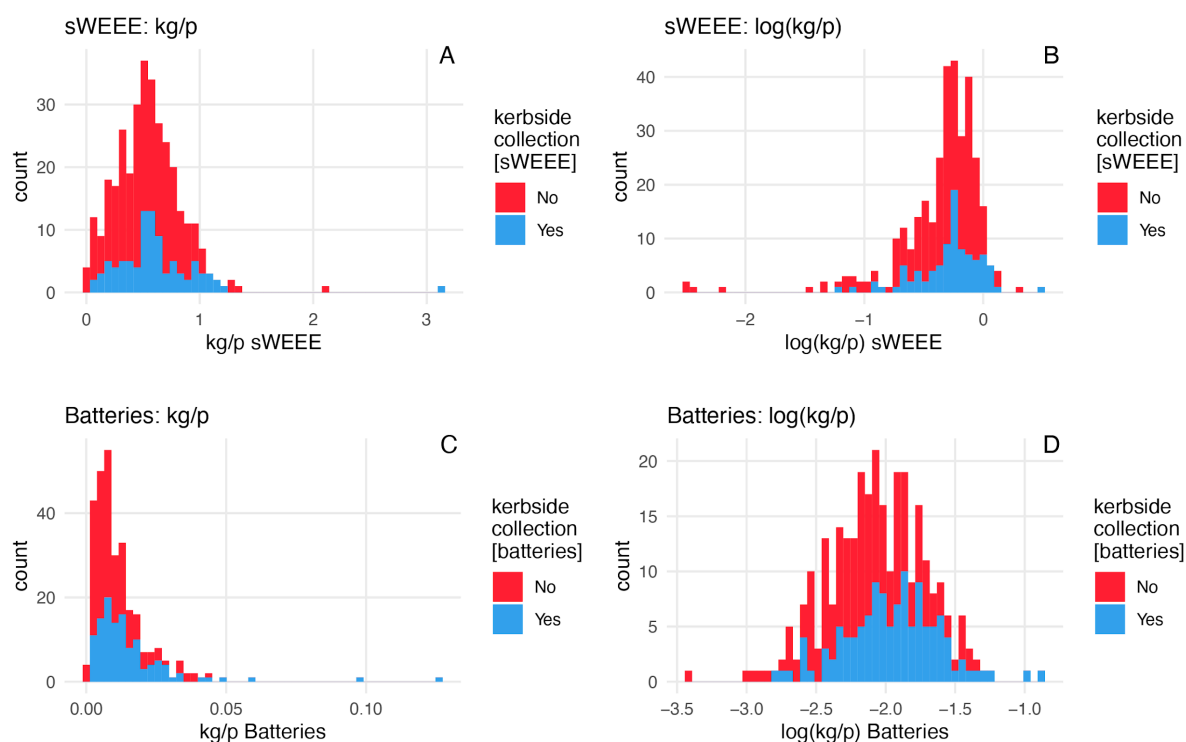 sWEEE: kg/p
A
30
20
10
0
count
0 1 2 3
kg/p sWEEE
kerbside
collection
[sWEEE]
No
Yes
sWEEE: log(kg/p)
B
40
30
20
10
0
count
−2 −1 0
log(kg/p) sWEEE
kerbside
collection
[sWEEE]
No
Yes
Batteries: kg/p
C
40
20
0
count
0.00 0.05 0.10
kg/p Batteries
kerbside
collection
[batteries]
No
Yes
Batteries: log(kg/p)
D
20
15
10
5
0
count
−3.5 −3.0 −2.5 −2.0 −1.5 −1.0
log(kg/p) Batteries
kerbside
collection
[batteries]
No
Yes